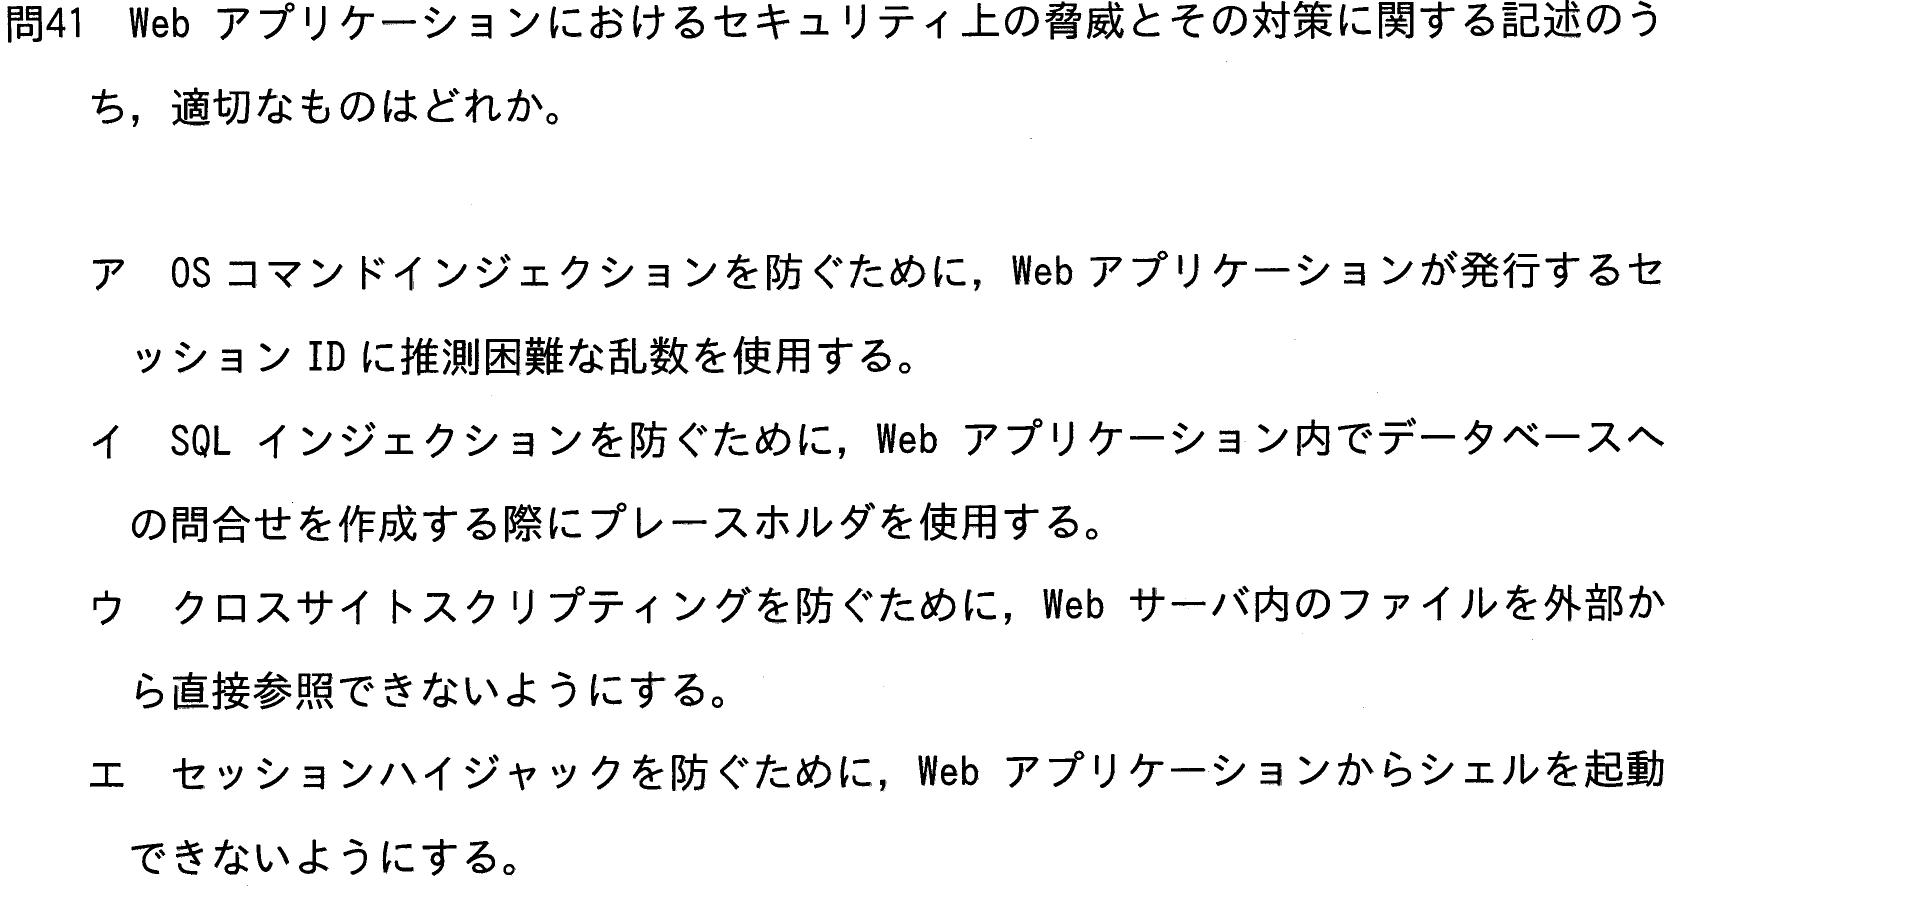 問41 Web アプリケーションにおけるセキュリティ上の脅威とその対策に関する記述のう
ち，適切なものはどれか。
ア OSコマンドインジェクションを防ぐために，Webアプリケーションが発行するセ
ッション ID に推測困難な乱数を使用する。
イ SQL インジェクションを防ぐために，Web アプリケーション内でデータベースへ
の問合せを作成する際にプレースホルダを使用する。
ウ クロスサイトスクリプティングを防ぐために，Web サーバ内のファイルを外部か
ら直接参照できないようにする。
エ セッションハイジャックを防ぐために，Web アプリケーションからシェルを起動
できないようにする。